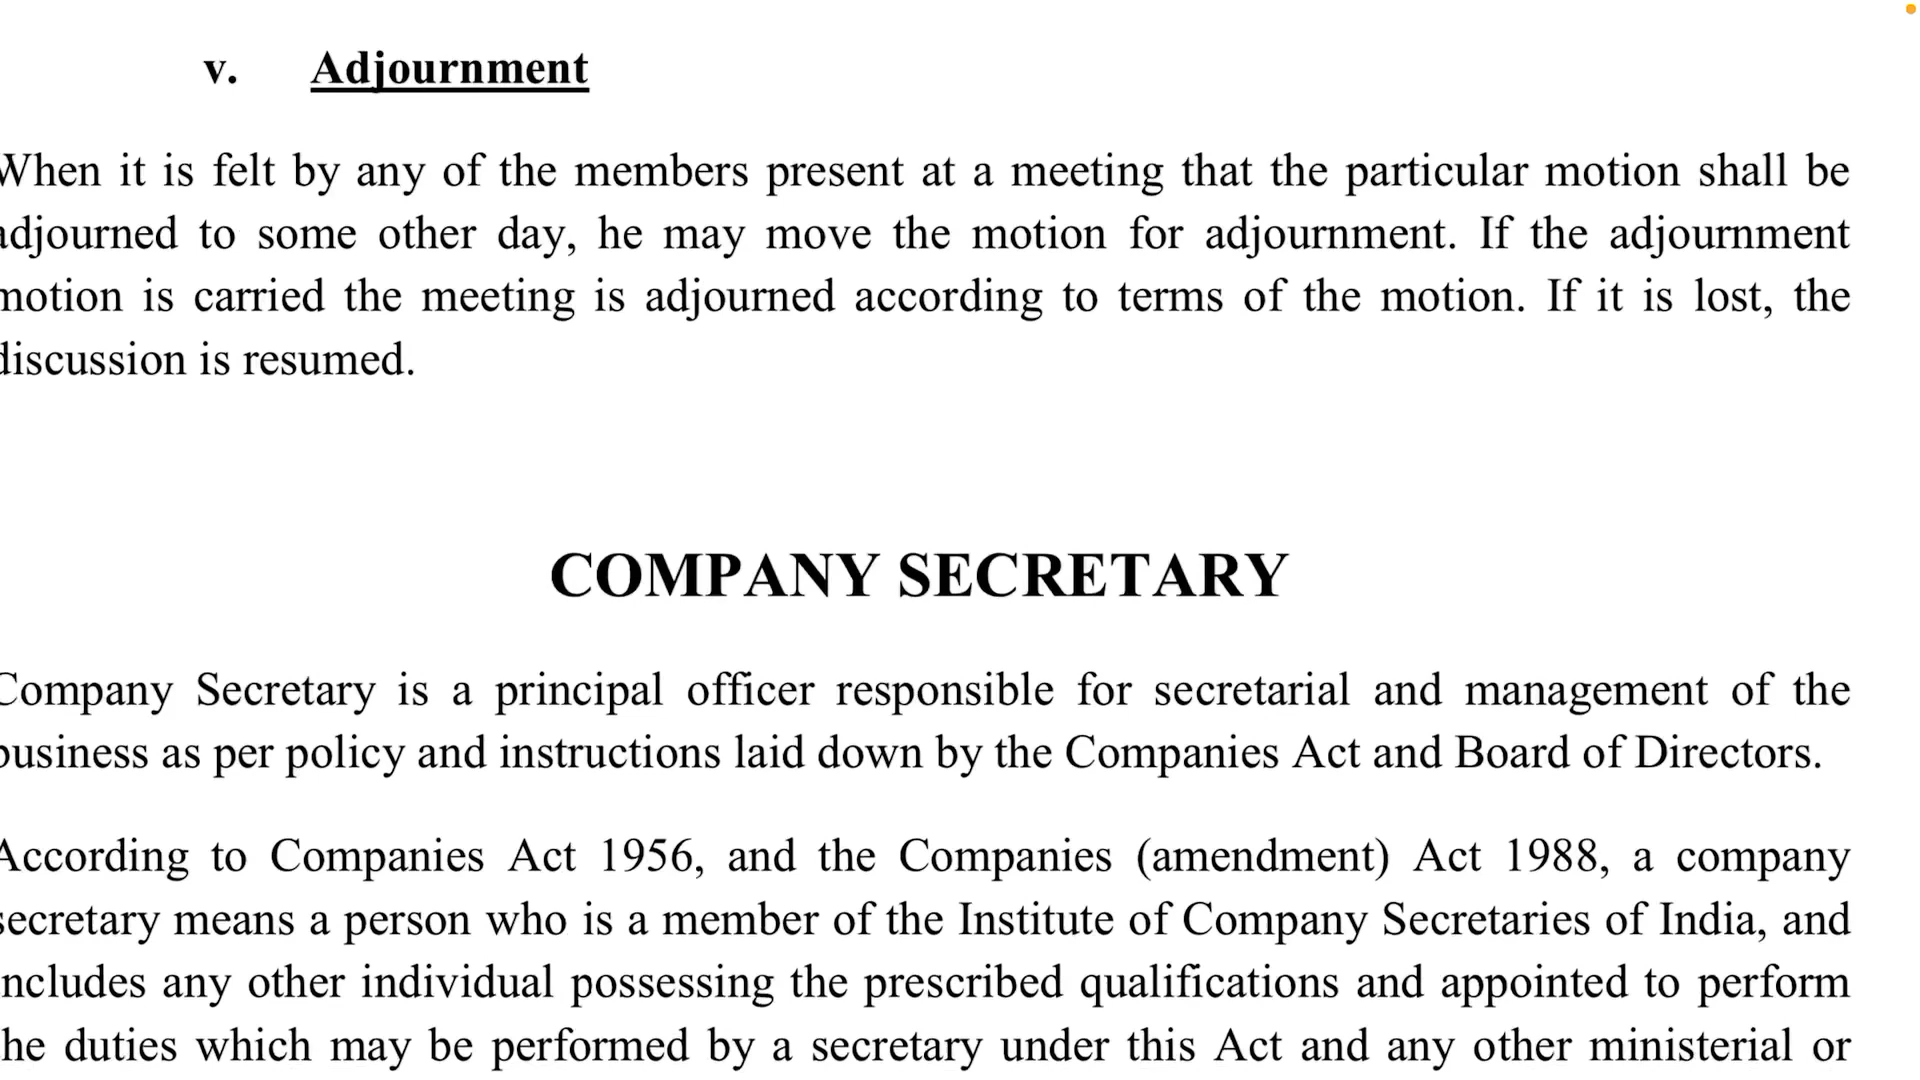 v. Adjournment
When it is felt by any of the members present at a meeting that the particular motion shall be
adjourned to some other day, he may move the motion for adjournment. If the adjournment
motion is carried the meeting is adjourned according to terms of the motion. If it is lost, the
discussion is resumed.
COMPANY SECRETARY
Company Secretary is a principal officer responsible for secretarial and management of the
business as per policy and instructions laid down by the Companies Act and Board of Directors.
According to Companies Act 1956, and the Companies (amendment) Act 1988, a company
secretary means a person who is a member of the Institute of Company Secretaries of India, and
includes any other individual possessing the prescribed qualifications and appointed to perform
the duties which may be performed by a secretary under this Act and any other ministerial or